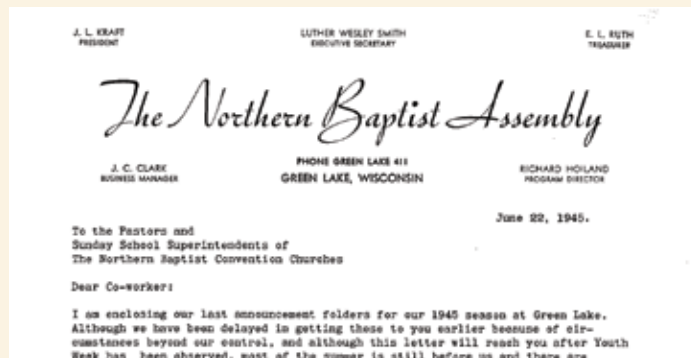 J. L. KRAFT
PRESIDENT
LUTHER WESLEY SMITH
EXECUTIVE SECRETARY
E. L. RUTH
TREASURER
The Northern Baptist Assembly
J. C. CLARK
BUSINESS MANAGER
PHONE GREEN LAKE 411
GREEN LAKE, WISCONSIN
RICHARD HOILAND
PROGRAM DIRECTOR
June 22, 1945.
To the Pastors and
Sunday School Superintendents of
The Northern Baptist Convention Churches
Dear Co-worker:
I am enclosing our last announcement folders for our 1945 season at Green Lake.
Although we have been delayed in getting these to you earlier because of cir-
cumstances beyond our control, and although this letter will reach you after Youth
Week has been observed, most of the summer is still before us and there are